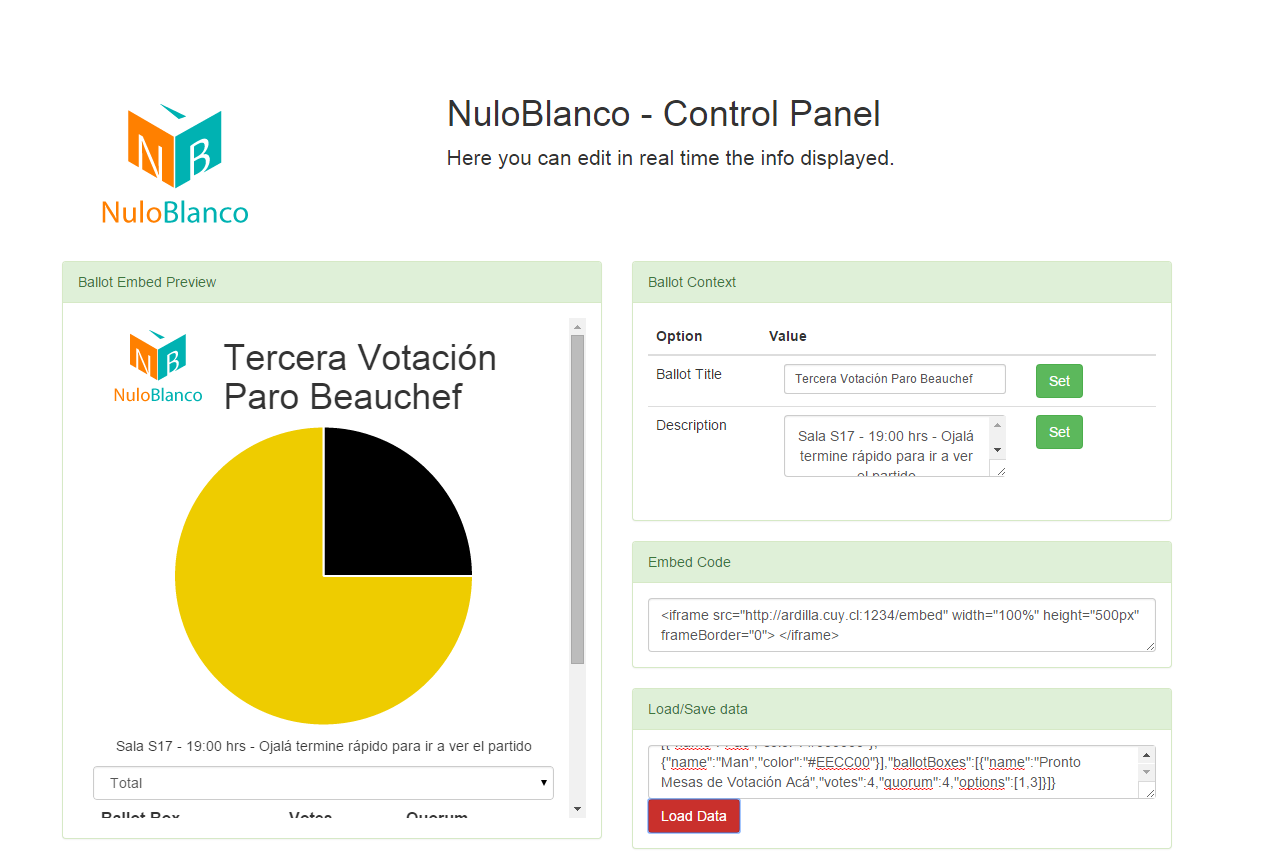 NuloBlanco - Control Panel
Here you can edit in real time the info displayed.
NB
NuloBlanco
Ballot Embed Preview
NB
NuloBlanco
Tercera Votación
Paro Beauchef
Sala S17 - 19:00 hrs - Ojalá termine rápido para ir a ver el partido
Total
Ballot Box Votes Quorum
Ballot Context
Option Value
Ballot Title Tercera Votación Paro Beauchef Set
Description Sala S17 - 19:00 hrs - Ojalá Set
termine rápido para ir a ver
el partido
Embed Code
<iframe src="http://ardilla.cuy.cl:1234/embed" width="100%" height="500px"
frameBorder="0"> </iframe>
Load/Save data
{"name":"Man","color":"#EECC00"}],"ballotBoxes":[{"name":"Pronto
Mesas de Votación Acá","votes":4,"quorum":4,"options":[1,3]}]}
Load Data